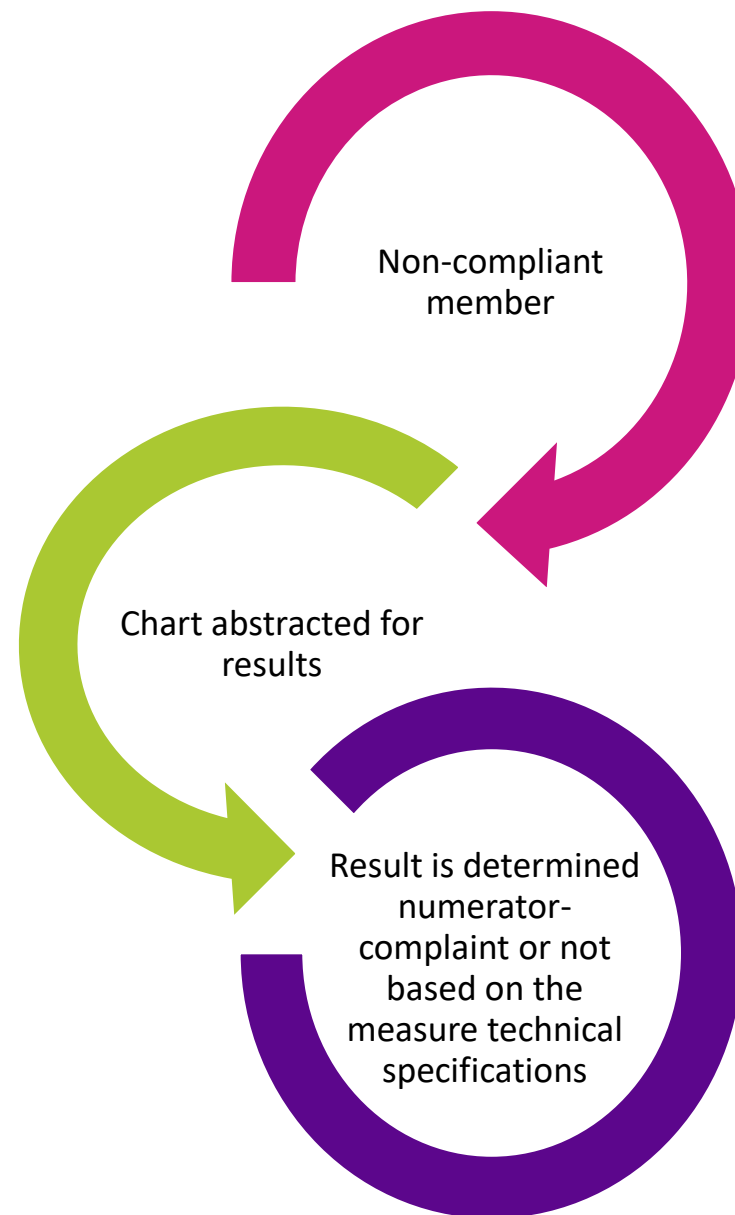 Non-compliant
member
Chart abstracted for
results
Result is determined
numerator-
complaint or not
based on the
measure technical
specifications